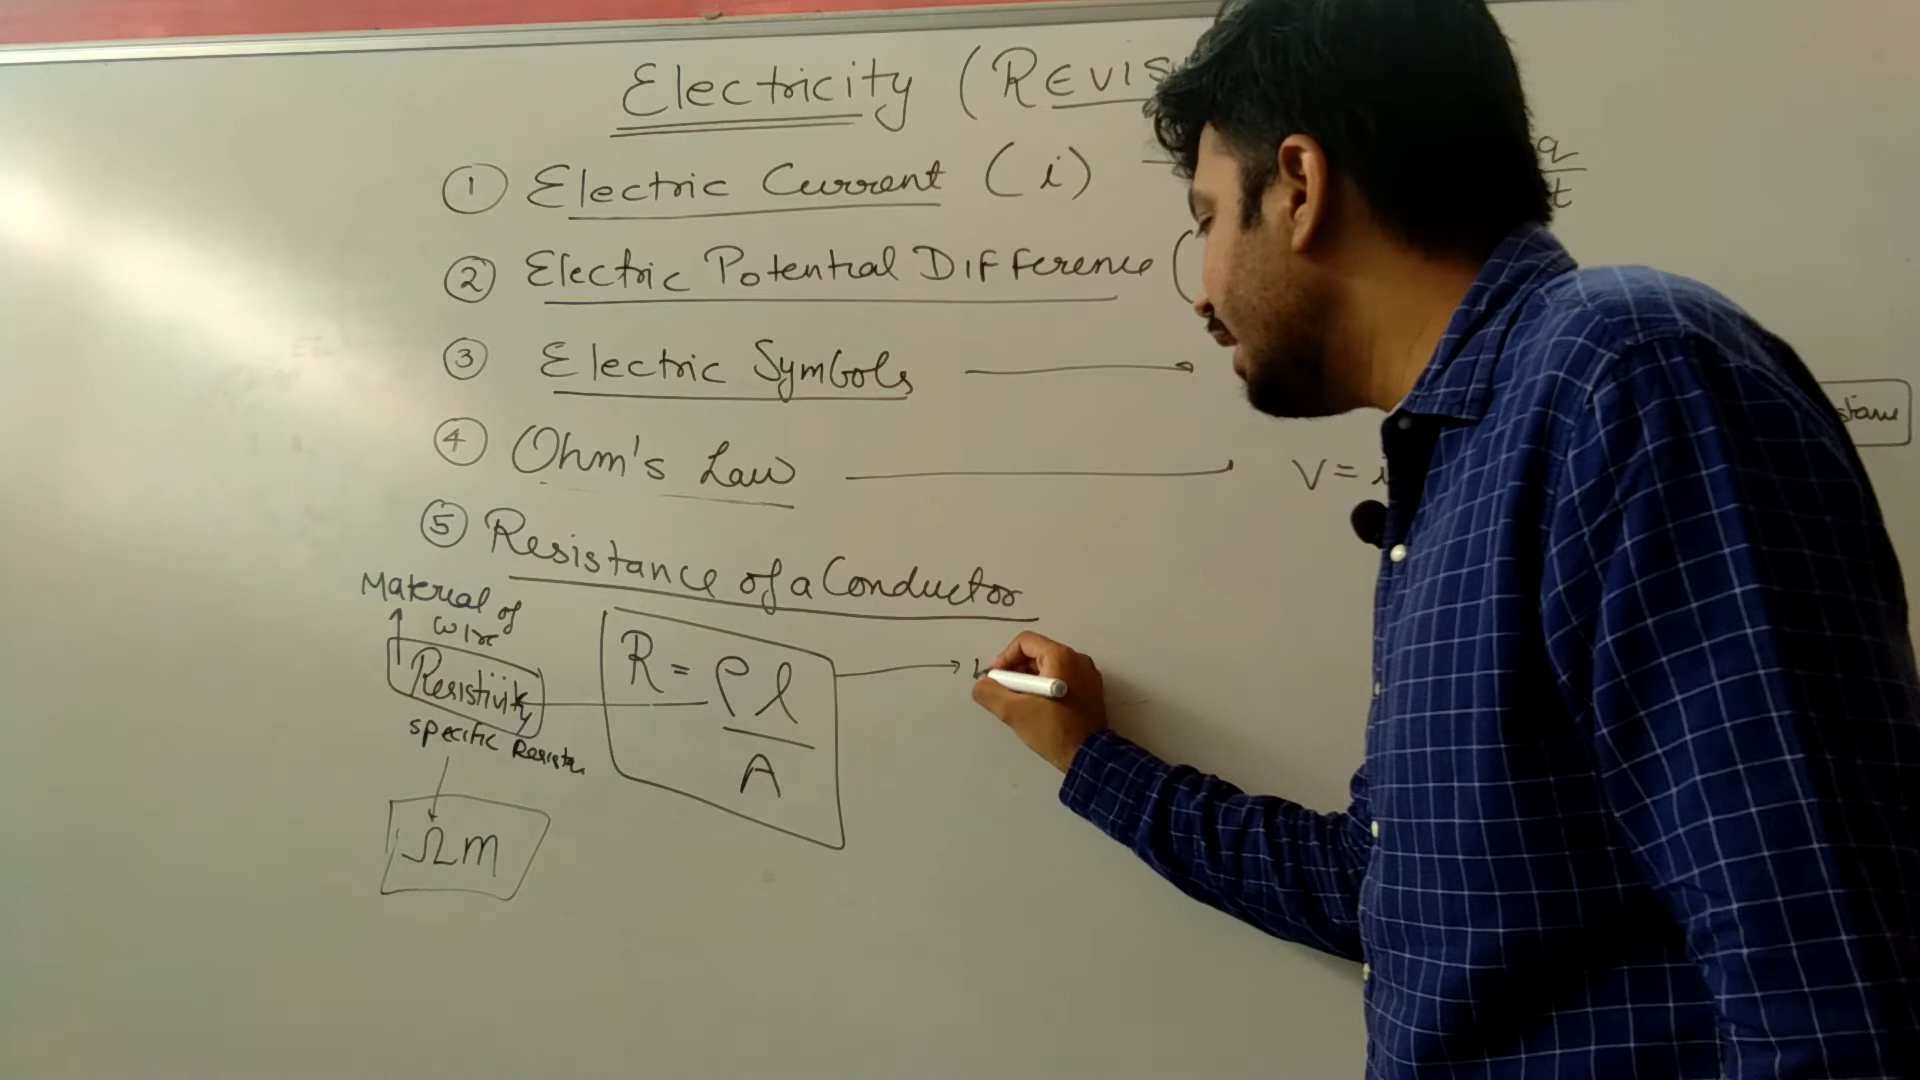 Electricity (REVIS
① Electric Current (i)
q
t
② Electric Potential Difference (
③ Electric Symbols
④ Ohm's Law
V = i
⑤ Resistance of a Conductor
Material of
wire
Resistivity
specific
R = ρl
A
Ωm